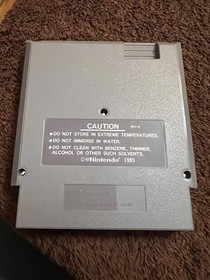 CAUTION
●DO NOT STORE IN EXTREME TEMPERATURES.
●DO NOT IMMERSE IN WATER.
●DO NOT CLEAN WITH BENZENE, THINNER,
ALCOHOL OR OTHER SUCH SOLVENTS.
©®Nintendo® 1985